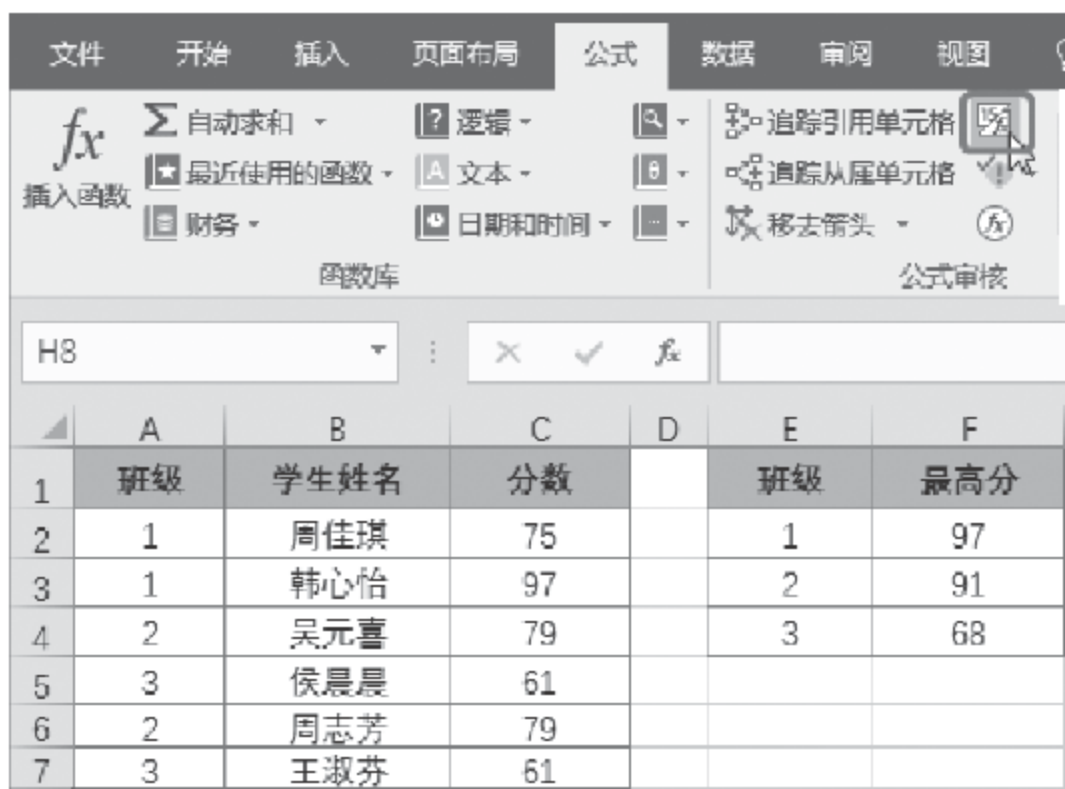 文件 开始 插入 页面布局 公式 数据 审阅 视图
fx 插入函数
自动求和 逻辑 追踪引用单元格
最近使用的函数 文本 追踪从属单元格
财务 日期和时间 移去箭头
函数库 公式审核
H8 fx
A B C D E F
1 班级 学生姓名 分数 班级 最高分
2 1 周佳琪 75 1 97
3 1 韩心怡 97 2 91
4 2 吴元喜 79 3 68
5 3 侯晨晨 61
6 2 周志芳 79
7 3 王淑芬 61